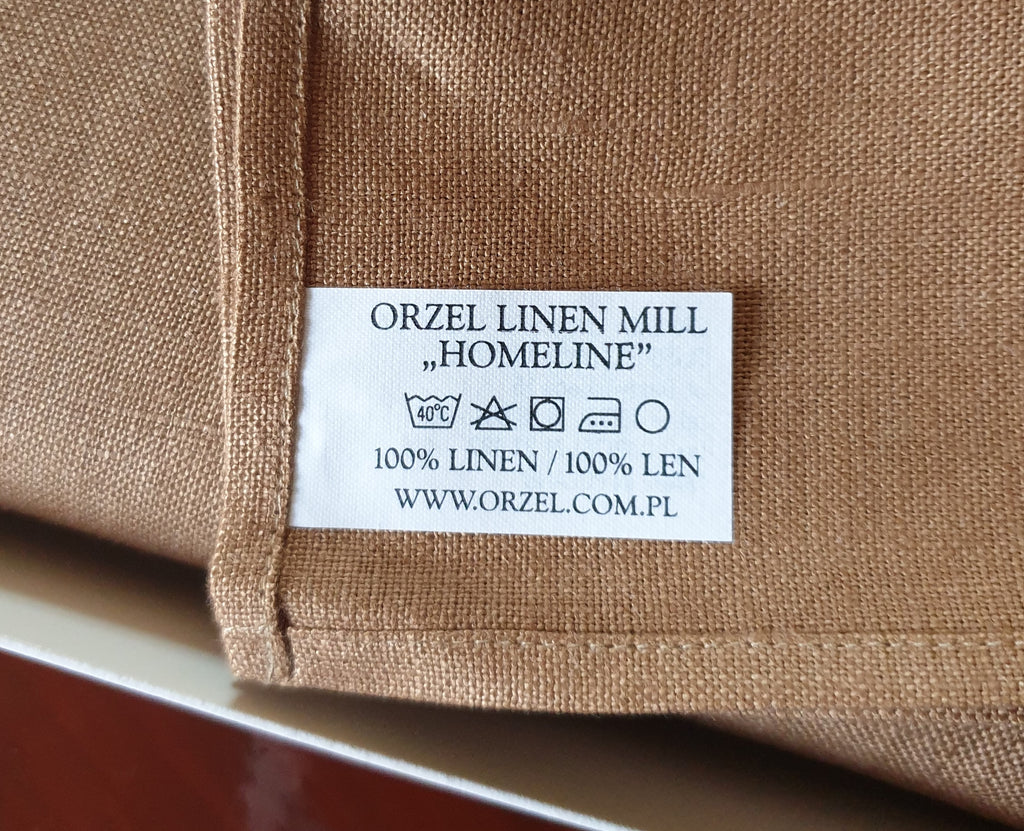 ORZEL LINEN MILL
„HOMELINE”
40°C
100% LINEN / 100% LEN
WWW.ORZEL.COM.PL